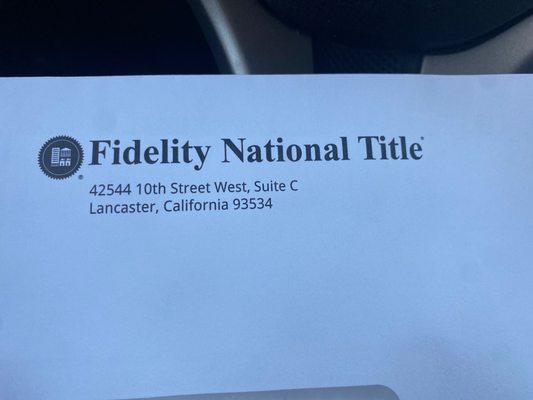 Fidelity National Title®
42544 10th Street West, Suite C
Lancaster, California 93534
®